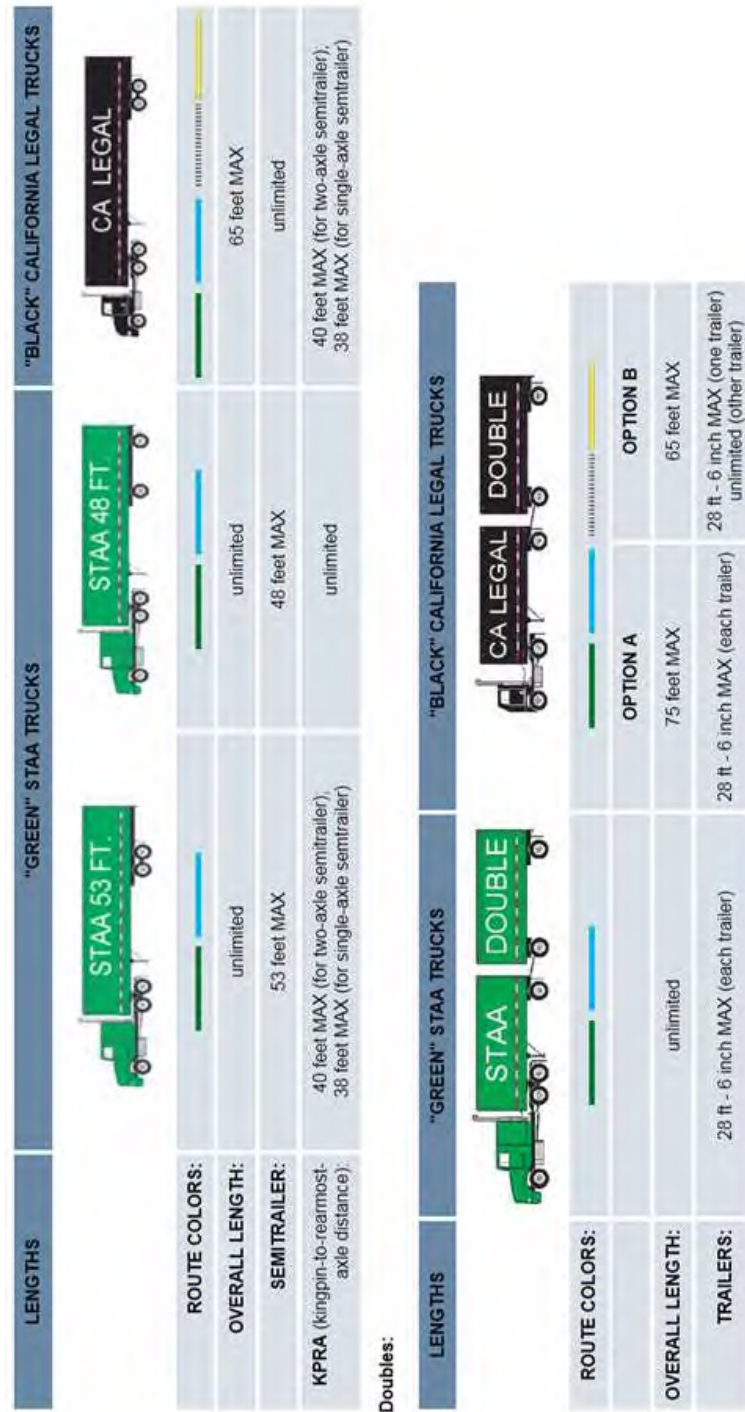 LENGTHS
"GREEN" STAA TRUCKS
"BLACK" CALIFORNIA LEGAL TRUCKS
STAA 53 FT.
STAA 48 FT.
CA LEGAL
ROUTE COLORS:
OVERALL LENGTH:
unlimited
unlimited
65 feet MAX
SEMITRAILER:
53 feet MAX
48 feet MAX
unlimited
KPRA (kingpin-to-rearmost-
axle distance):
40 feet MAX (for two-axle semitrailer);
38 feet MAX (for single-axle semtrailer)
unlimited
40 feet MAX (for two-axle semitrailer);
38 feet MAX (for single-axle semtrailer)
Doubles:
LENGTHS
"GREEN" STAA TRUCKS
"BLACK" CALIFORNIA LEGAL TRUCKS
STAA DOUBLE
CA LEGAL DOUBLE
ROUTE COLORS:
OPTION A
OPTION B
OVERALL LENGTH:
unlimited
75 feet MAX
65 feet MAX
TRAILERS:
28 ft - 6 inch MAX (each trailer)
28 ft - 6 inch MAX (each trailer)
28 ft - 6 inch MAX (one trailer)
unlimited (other trailer)